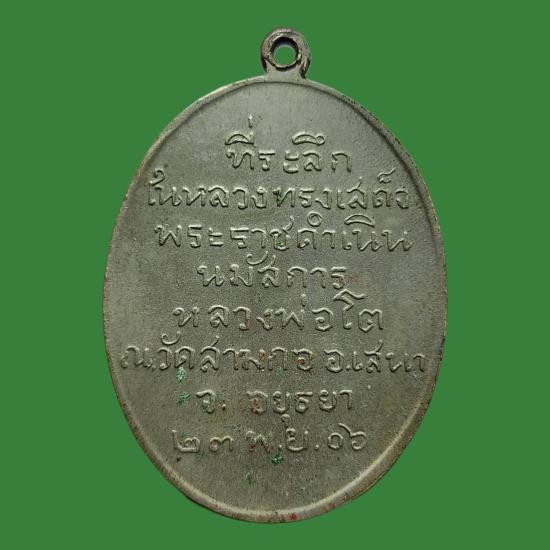 ที่ระลึก
ในหลวงทรงเสด็จ
พระราชดำเนิน
นมัสการ
หลวงพ่อโต
ณ.วัดสามกอ อ.เสนา
จ. อยุธยา
๒๓ พ.ย.๐๖